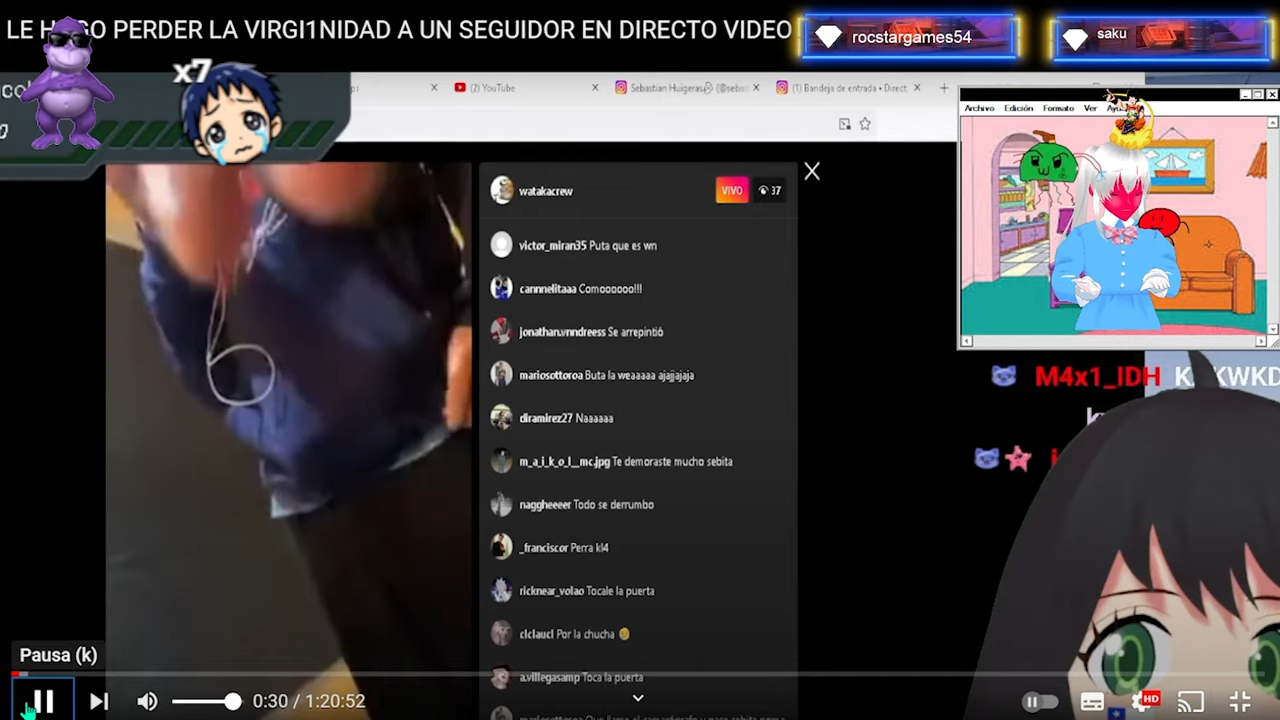 LE HAGO PERDER LA VIRGI1NIDAD A UN SEGUIDOR EN DIRECTO VIDEO
rocstargames54
saku
x7
(2) YouTube
Sebastian Huigeras
(1) Bandeja de entrada • Direct
Archivo Edición Formato Ver
watakacrew
VIVO 37
victor_miran35 Puta que es wn
cannnelitaaa Comoooooo!!!
jonathan.vnndreess Se arrepintió
mariosottoroa Buta la weaaaaa ajajjajaja
diramirez27 Naaaaaa
m_a_i_k_o_l__mc.jpg Te demoraste mucho sebita
naggheeeer Todo se derrumbo
_franciscor Perra kl4
ricknear_volao Tocale la puerta
clclaucl Por la chucha
a.villegasamp Toca la puerta
M4x1_IDH
Pausa (k)
0:30 / 1:20:52
HD